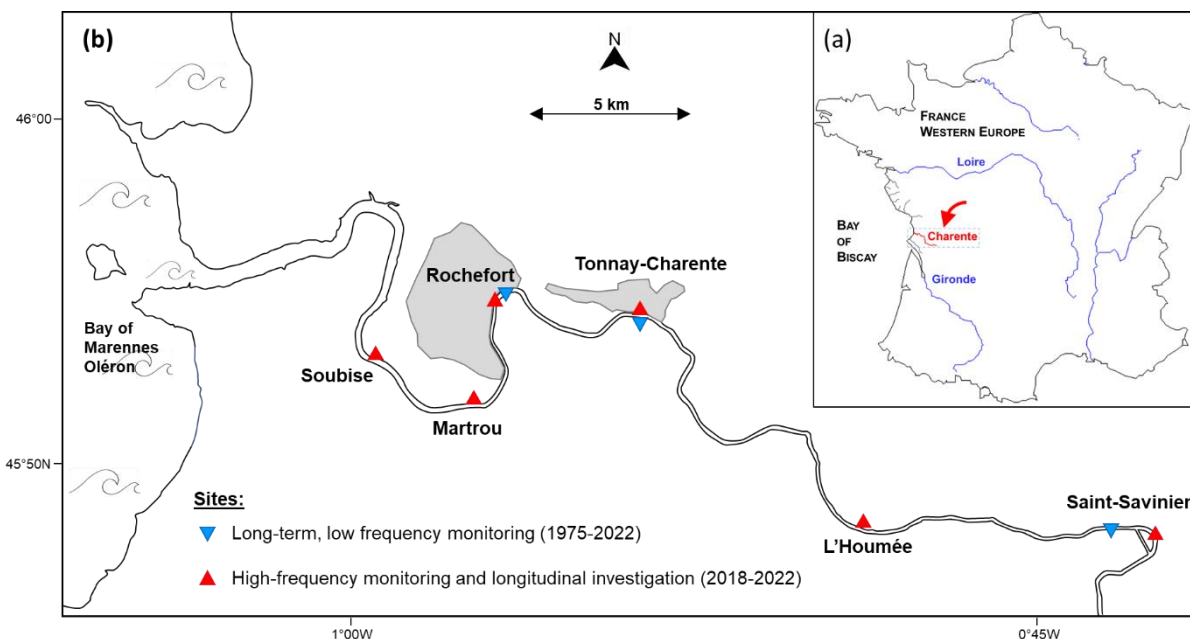 (b)
N
5 km
46°00
45°50N
1°00W
0°45W
Rochefort
Tonnay-Charente
Bay of
Marennes
Oléron
Soubise
Martrou
L'Houmée
Saint-Savinien
Sites:
Long-term, low frequency monitoring (1975-2022)
High-frequency monitoring and longitudinal investigation (2018-2022)
(a)
FRANCE
WESTERN EUROPE
Loire
BAY
OF
BISCAY
Charente
Gironde